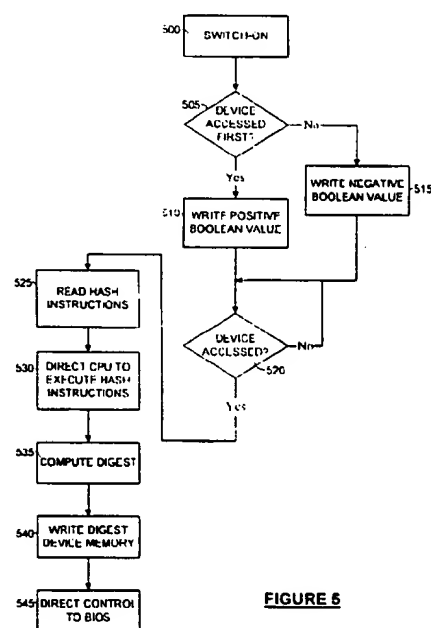 500
SWITCH-ON
505
DEVICE
ACCESSED
FIRST?
No
Yes
510
WRITE POSITIVE
BOOLEAN VALUE
WRITE NEGATIVE
BOOLEAN VALUE
515
525
READ HASH
INSTRUCTIONS
DEVICE
ACCESSED?
No
520
Yes
530
DIRECT CPU TO
EXECUTE HASH
INSTRUCTIONS
535
COMPUTE DIGEST
540
WRITE DIGEST
DEVICE MEMORY
545
DIRECT CONTROL
TO BIOS
FIGURE 5